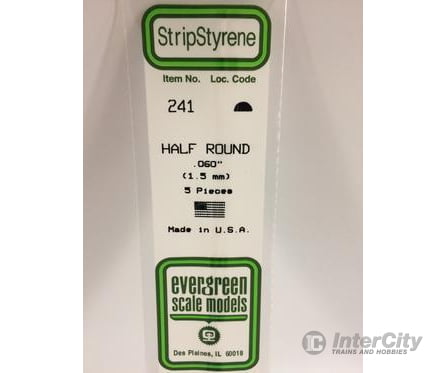 StripStyrene
Item No. Loc. Code
241
HALF ROUND
.060"
(1.5 mm)
5 Pieces
Made in U.S.A.
evergreen
scale models
Des Plaines, IL 60018
IC InterCity
TRAINS AND HOBBIES